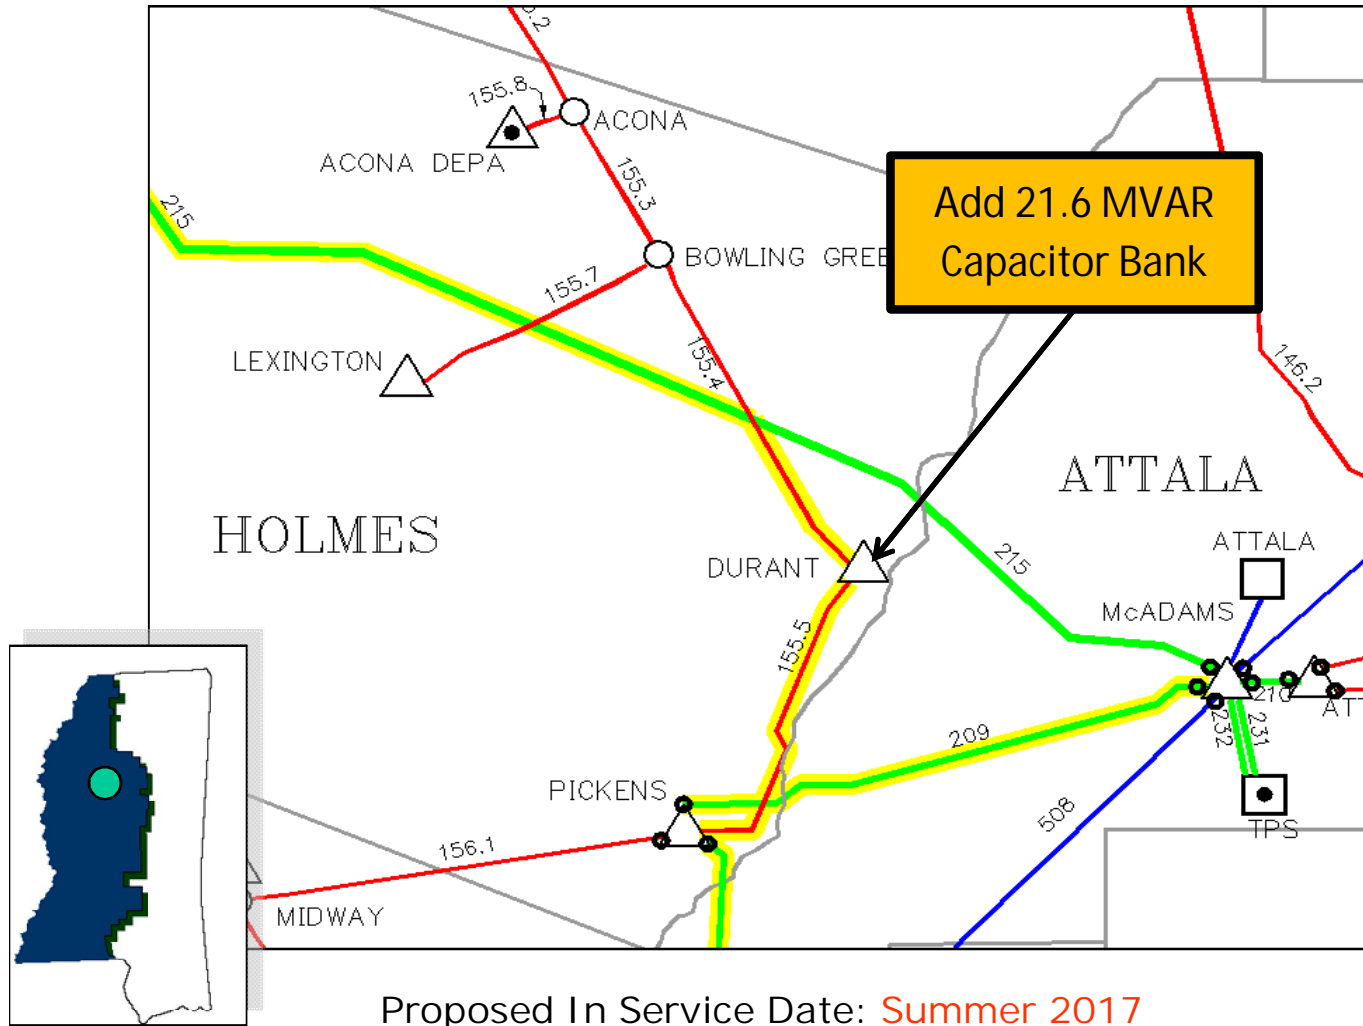 155.8
ACONA
ACONA DEPA
155.3
215
Add 21.6 MVAR
Capacitor Bank
BOWLING GREE
155.7
LEXINGTON
155.4
146.2
ATTALA
HOLMES
DURANT
215
ATTALA
McADAMS
155.5
210
232
231
209
PICKENS
TPS
508
156.1
MIDWAY
Proposed In Service Date: Summer 2017